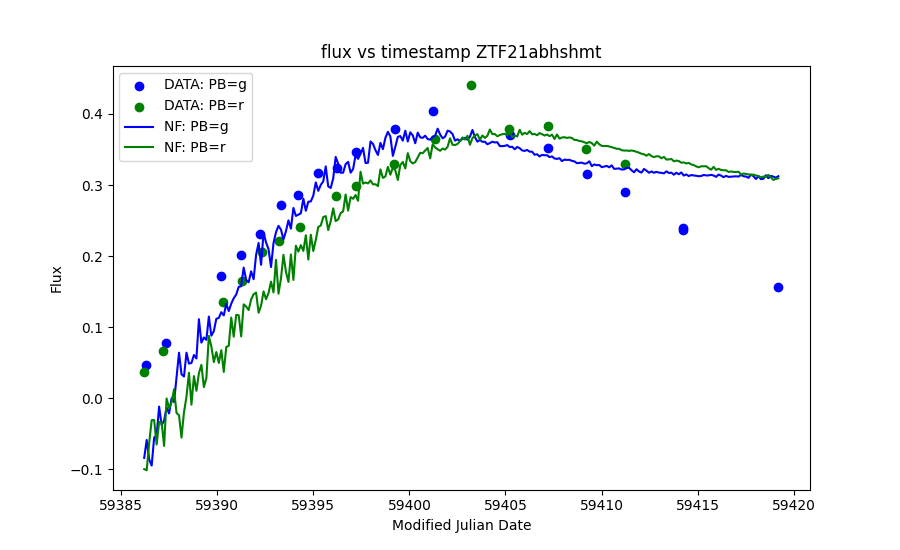 flux vs timestamp ZTF21abhshmt
DATA: PB=g
DATA: PB=r
NF: PB=g
NF: PB=r
Flux
0.4
0.3
0.2
0.1
0.0
−0.1
59385 59390 59395 59400 59405 59410 59415 59420
Modified Julian Date